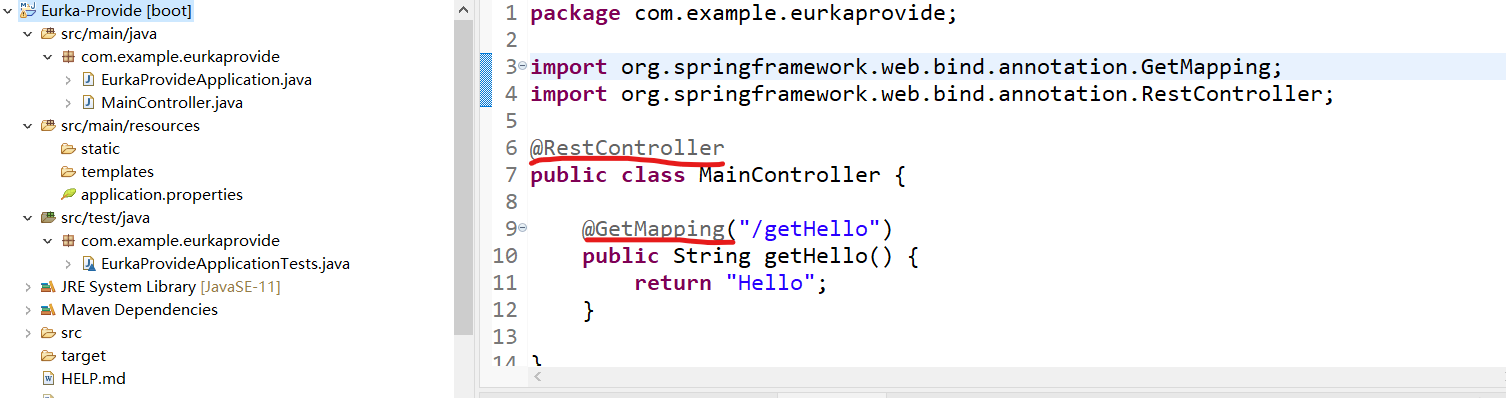 Eurka-Provide [boot]
src/main/java
com.example.eurkaprovide
EurkaProvideApplication.java
MainController.java
src/main/resources
static
templates
application.properties
src/test/java
com.example.eurkaprovide
EurkaProvideApplicationTests.java
JRE System Library [JavaSE-11]
Maven Dependencies
src
target
HELP.md
1 package com.example.eurkaprovide;
2
3 import org.springframework.web.bind.annotation.GetMapping;
4 import org.springframework.web.bind.annotation.RestController;
5
6 @RestController
7 public class MainController {
8
9 @GetMapping("/getHello")
10 public String getHello() {
11 return "Hello";
12 }
13
14 }